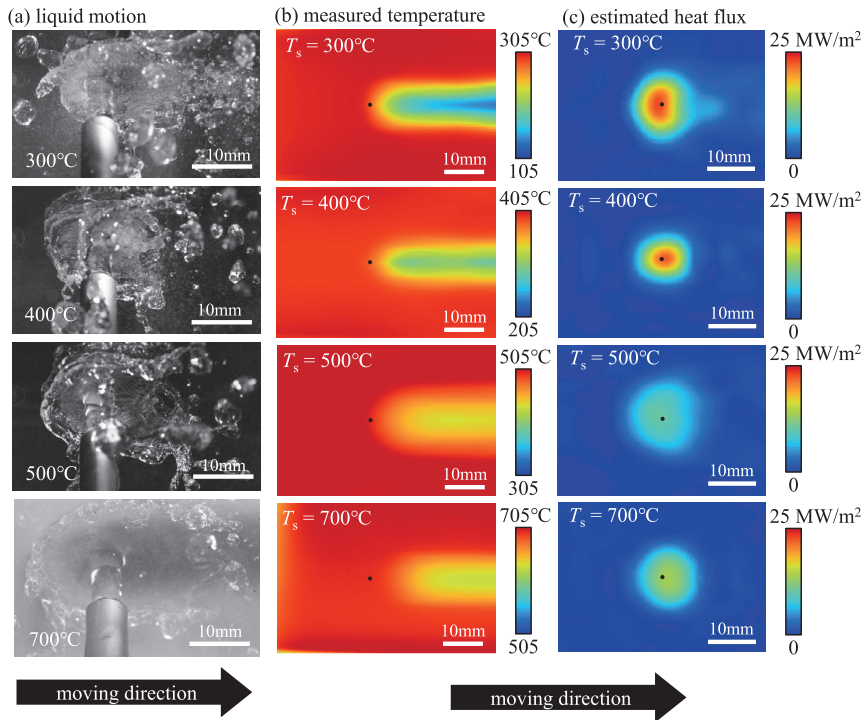 (a) liquid motion
(b) measured temperature
(c) estimated heat flux
300℃
10mm
Tₛ = 300℃
305℃
105
10mm
Tₛ = 300℃
25 MW/m²
0
10mm
400℃
10mm
Tₛ = 400℃
405℃
205
10mm
Tₛ = 400℃
25 MW/m²
0
10mm
500℃
10mm
Tₛ = 500℃
505℃
305
10mm
Tₛ = 500℃
25 MW/m²
0
10mm
700℃
10mm
Tₛ = 700℃
705℃
505
10mm
Tₛ = 700℃
25 MW/m²
0
10mm
moving direction
moving direction